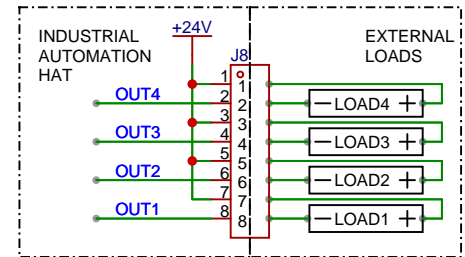 INDUSTRIAL
AUTOMATION
HAT
+24V
J8
EXTERNAL
LOADS
1 1
OUT4 2 2 − LOAD4 +
3 3
OUT3 4 4 − LOAD3 +
5 5
OUT2 6 6 − LOAD2 +
7 7
OUT1 8 8 − LOAD1 +